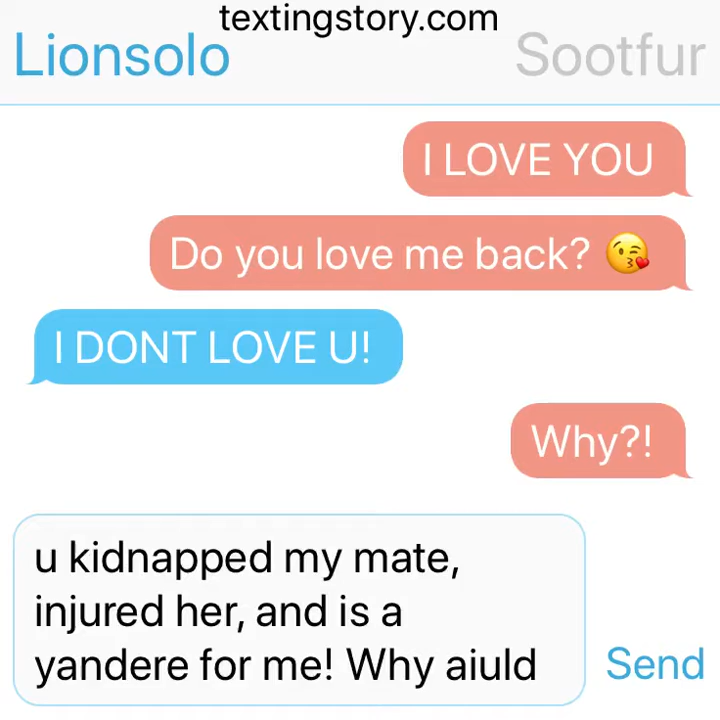 textingstory.com
Lionsolo Sootfur
I LOVE YOU
Do you love me back? 😘
I DONT LOVE U!
Why?!
u kidnapped my mate,
injured her, and is a
yandere for me! Why aiuld
Send